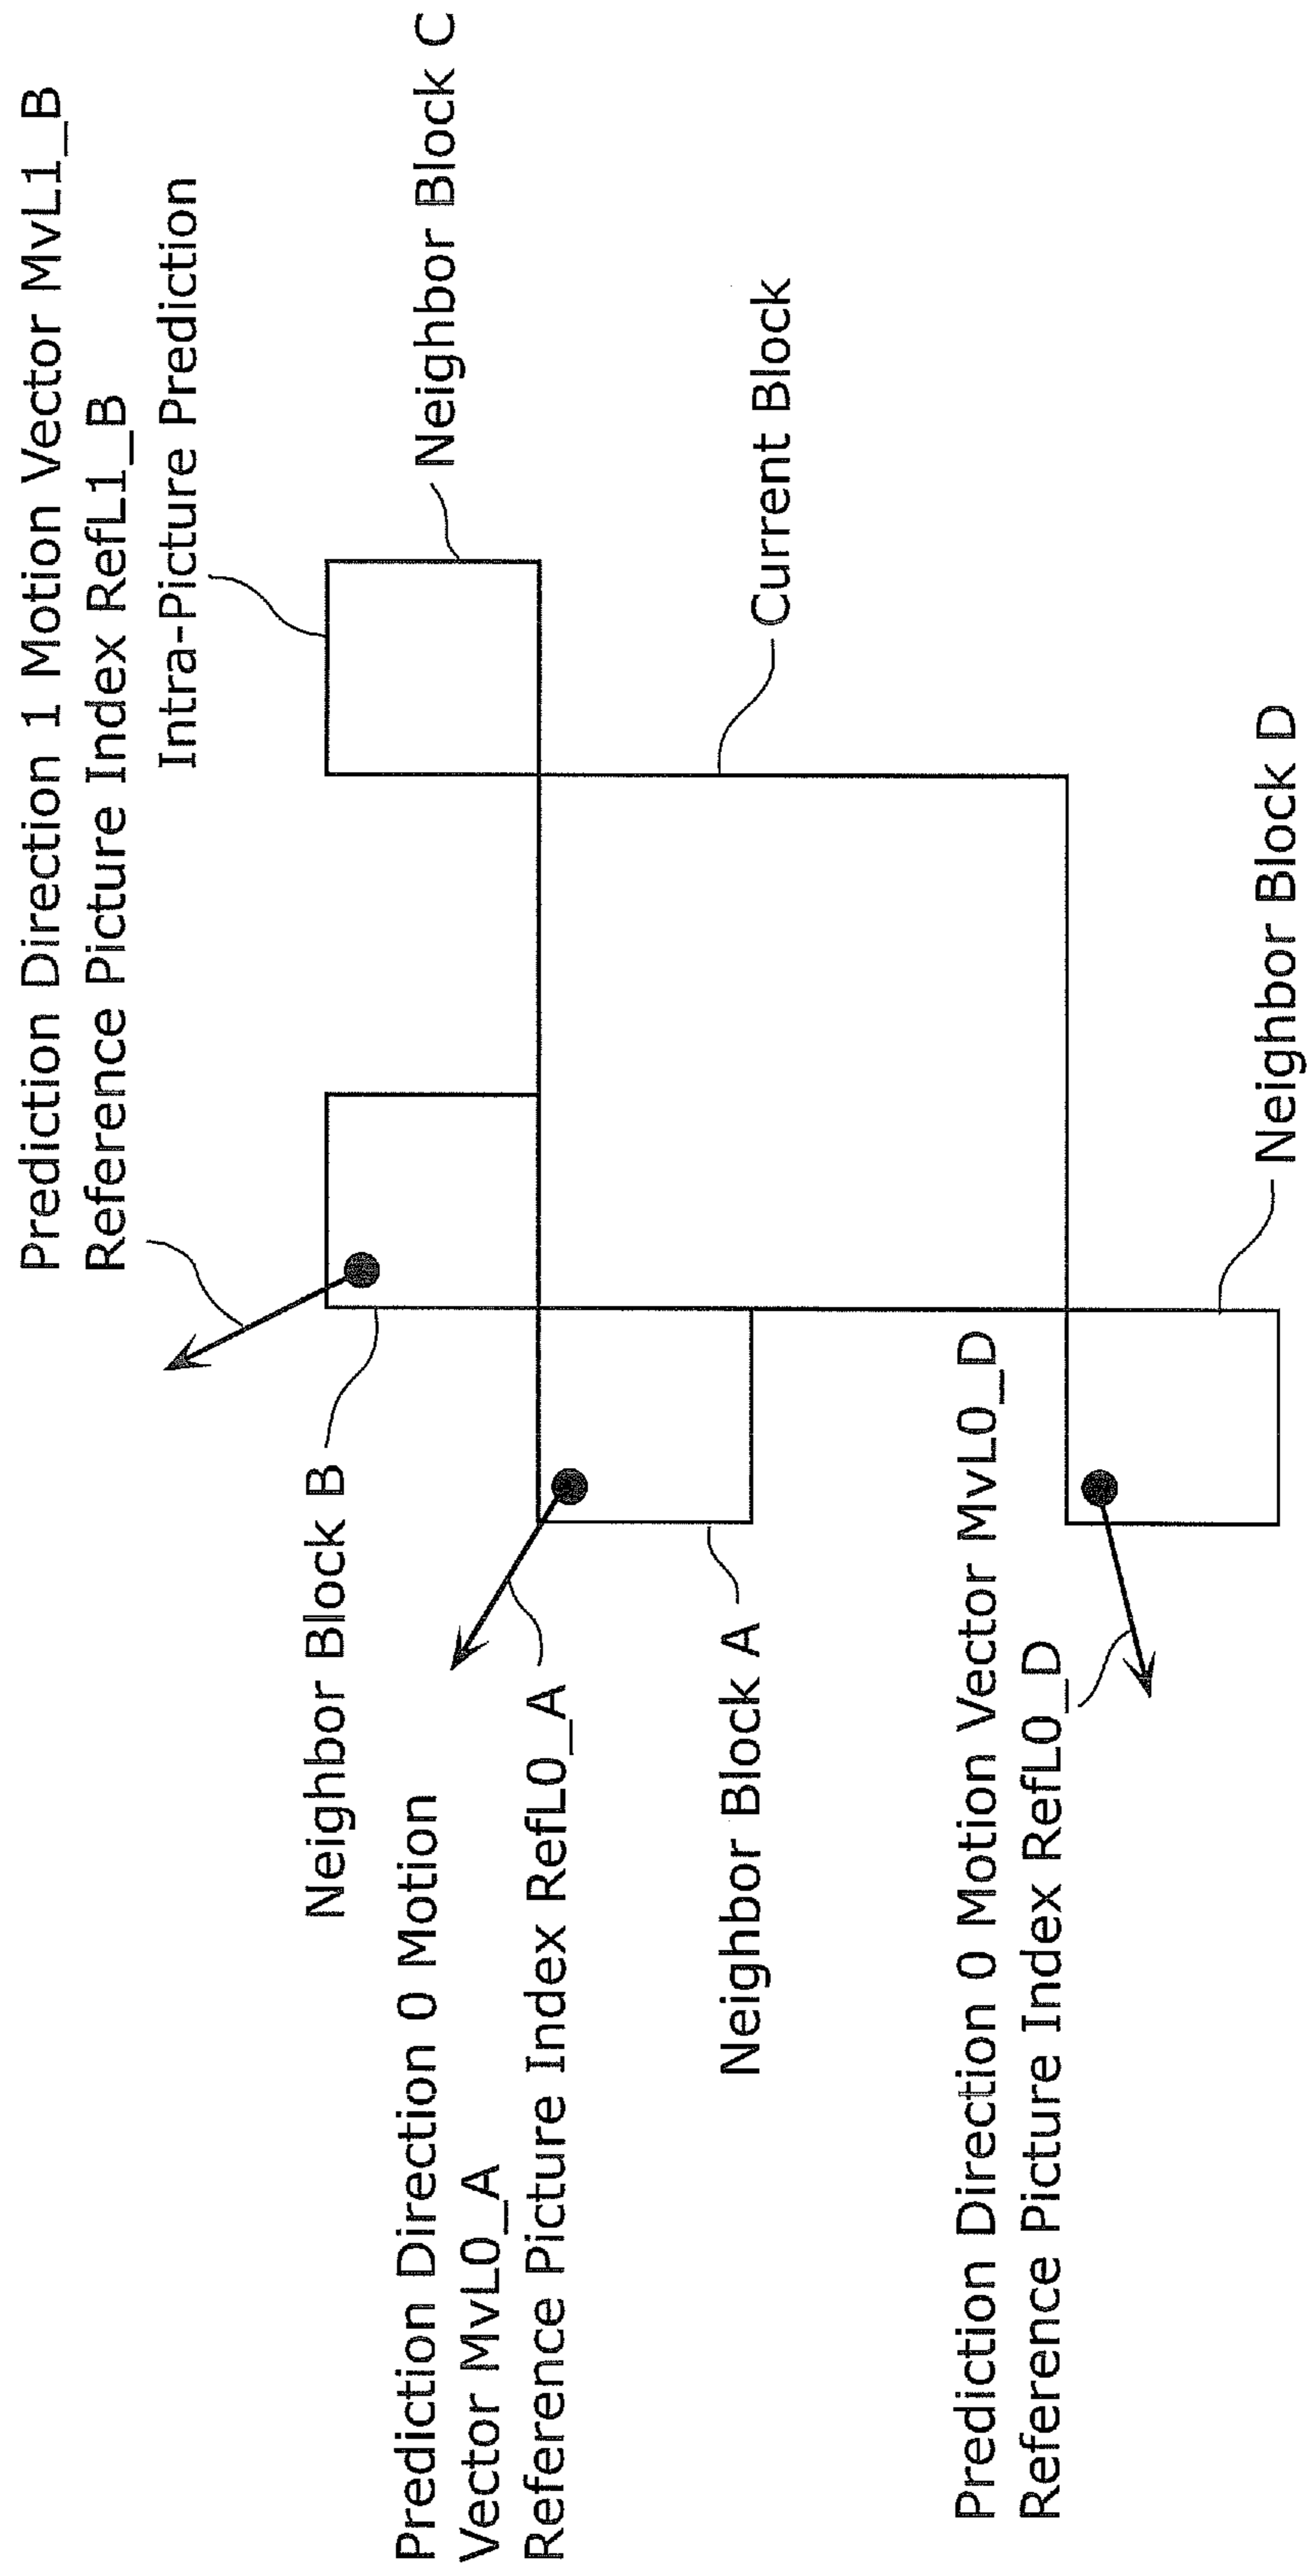 Prediction Direction 1 Motion Vector MvL1_B
Reference Picture Index RefL1_B
Intra-Picture Prediction
Neighbor Block B
Neighbor Block C
Prediction Direction 0 Motion
Vector MvL0_A
Reference Picture Index RefL0_A
Neighbor Block A
Current Block
Prediction Direction 0 Motion Vector MvL0_D
Reference Picture Index RefL0_D
Neighbor Block D